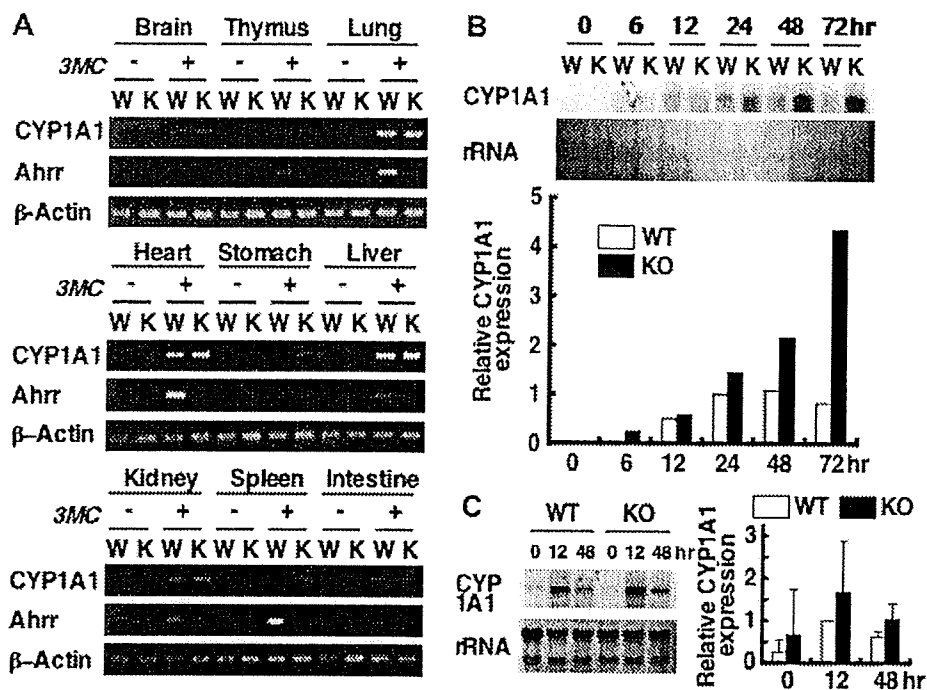 A
Brain Thymus Lung
3MC - + - + - +
W K W K W K W K W K W K
CYP1A1
Ahrr
β-Actin
Heart Stomach Liver
3MC - + - + - +
W K W K W K W K W K W K
CYP1A1
Ahrr
β-Actin
Kidney Spleen Intestine
3MC - + - + - +
W K W K W K W K W K W K
CYP1A1
Ahrr
β-Actin
B
0 6 12 24 48 72hr
W K W K W K W K W K W K
CYP1A1
rRNA
Relative CYP1A1
expression
5
4
3
2
1
0
WT
KO
0 6 12 24 48 72hr
C
WT KO
0 12 48 0 12 48 hr
CYP
1A1
rRNA
WT KO
Relative CYP1A1
expression
3
2
1
0
0 12 48 hr